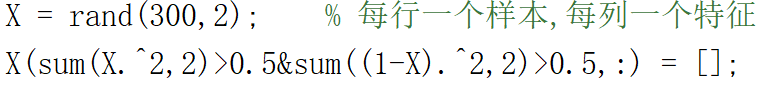 X = rand(300,2);    % 每行一个样本,每列一个特征
X(sum(X.^2,2)>0.5&sum((1-X).^2,2)>0.5,:) = [];